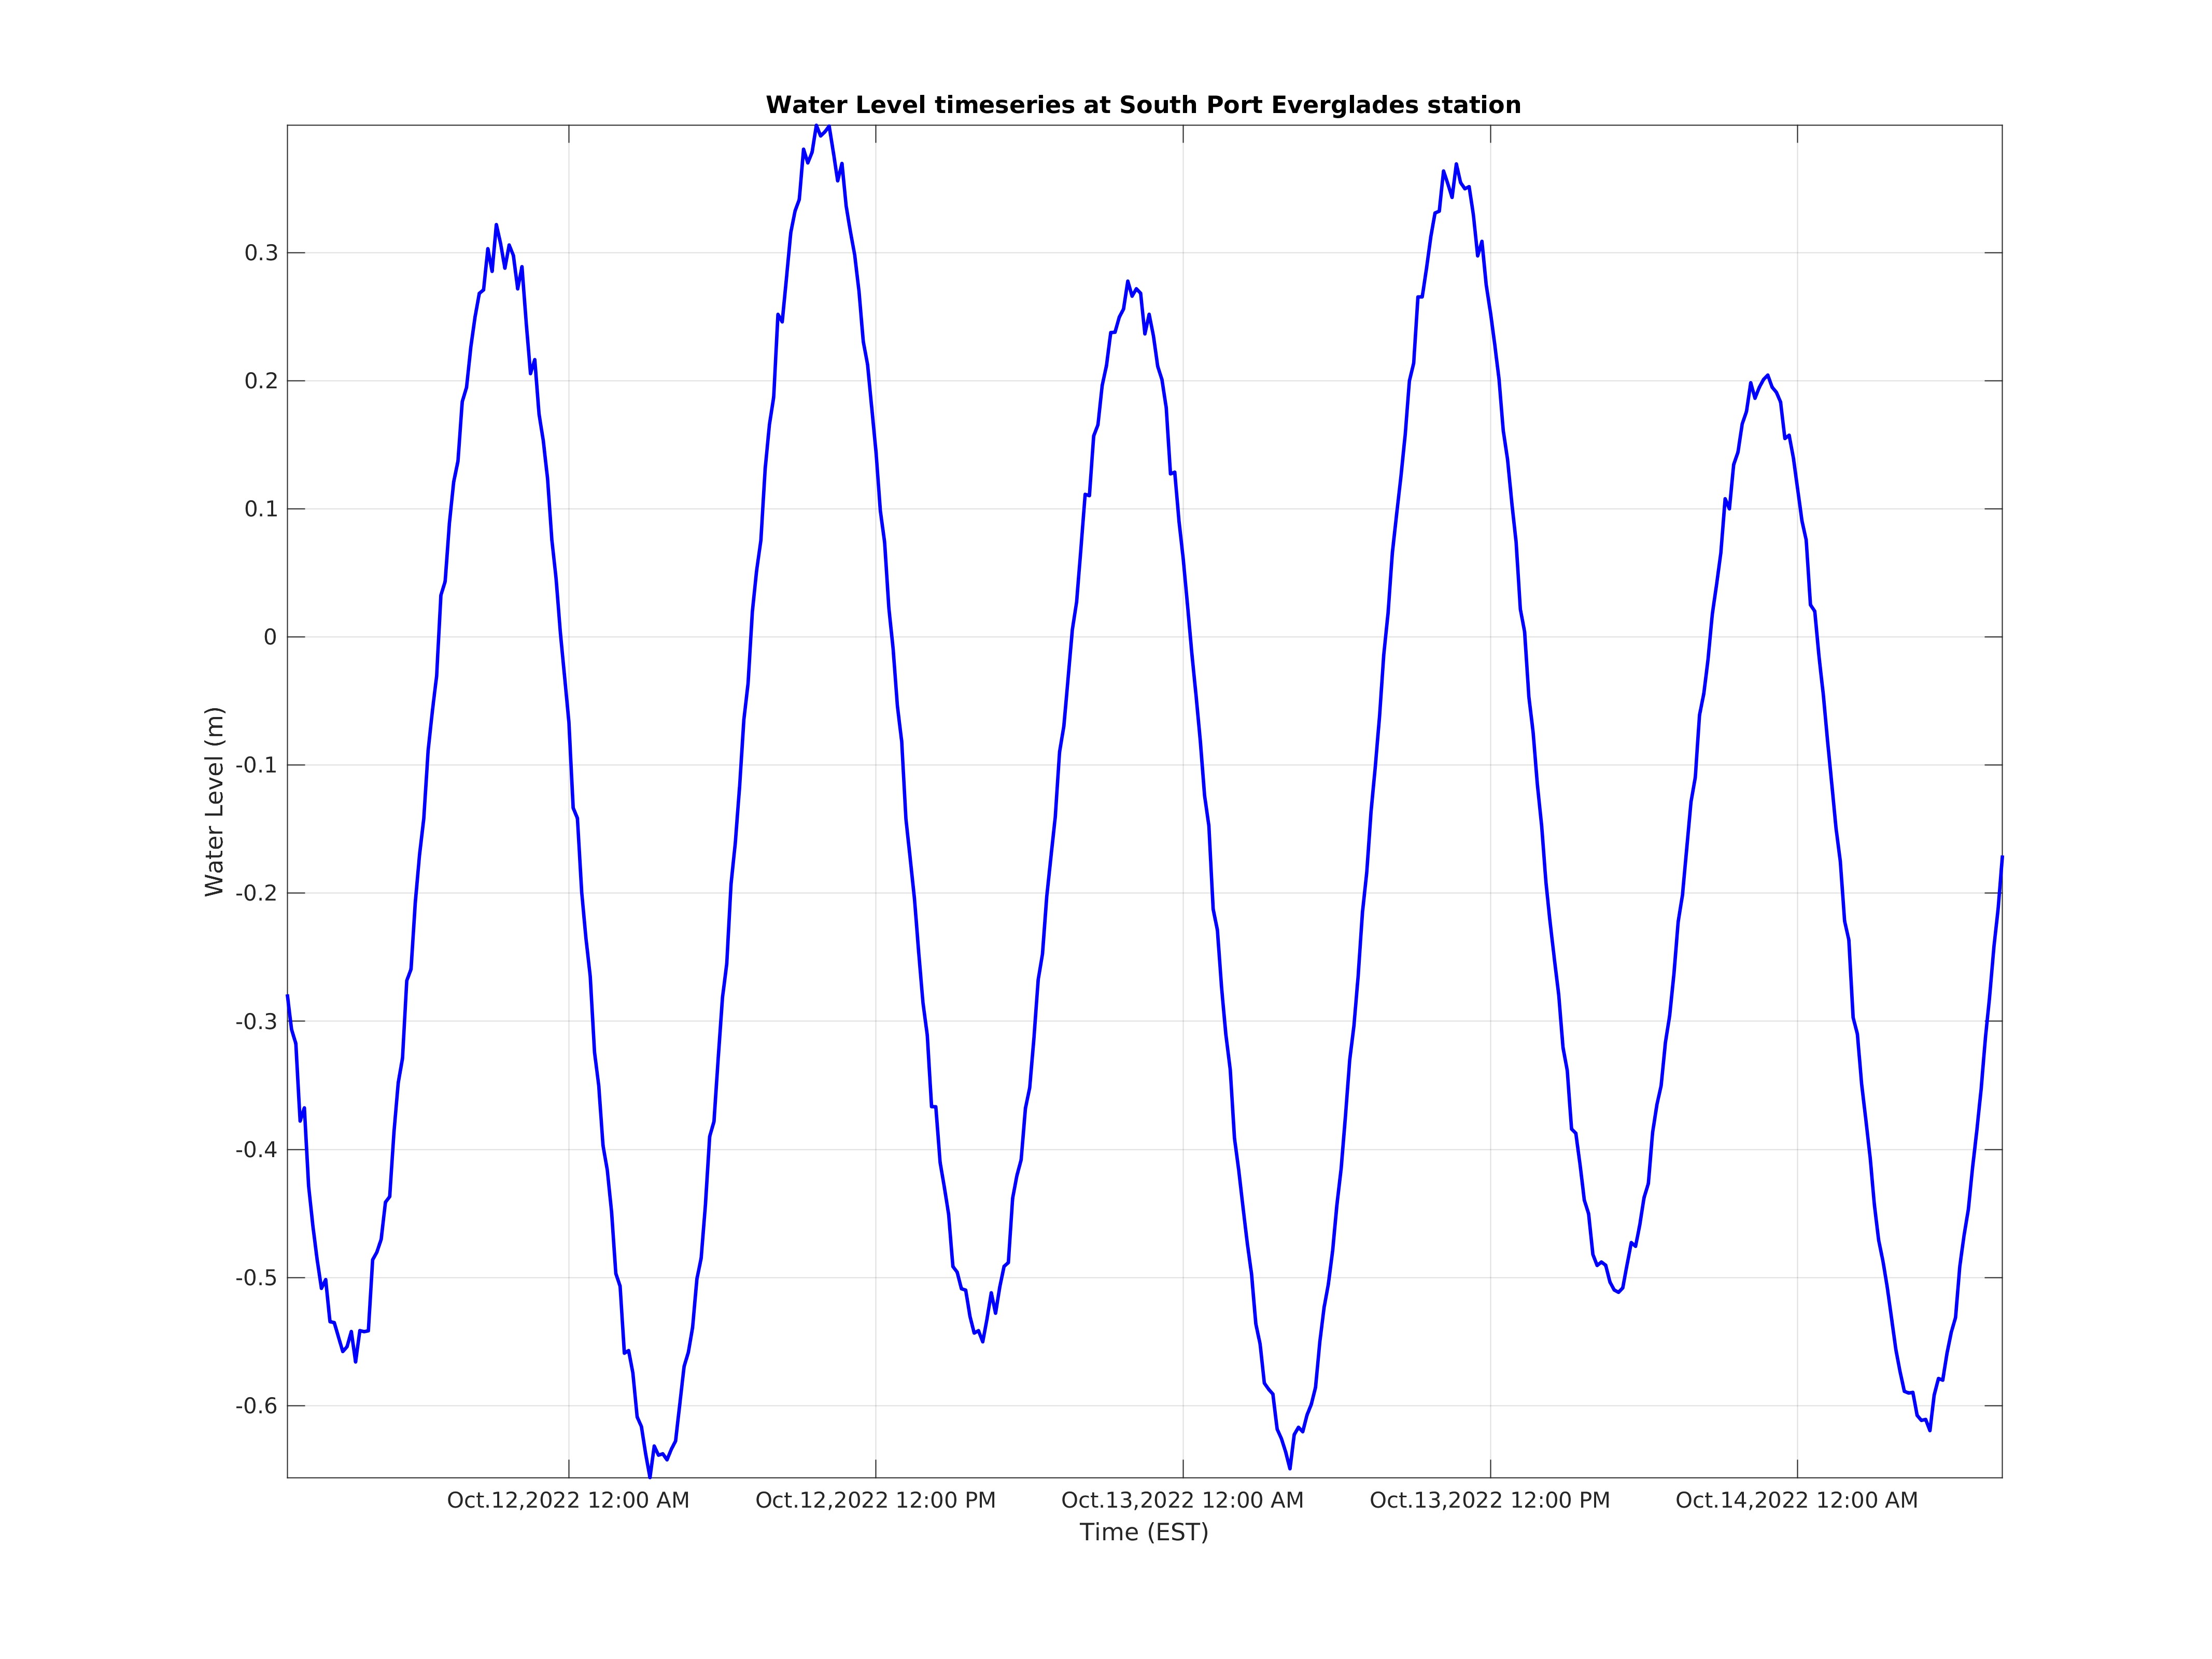 Water Level timeseries at South Port Everglades station
0.3
0.2
0.1
0
-0.1
-0.2
-0.3
-0.4
-0.5
-0.6
Water Level (m)
Oct.12,2022 12:00 AM
Oct.12,2022 12:00 PM
Oct.13,2022 12:00 AM
Oct.13,2022 12:00 PM
Oct.14,2022 12:00 AM
Time (EST)